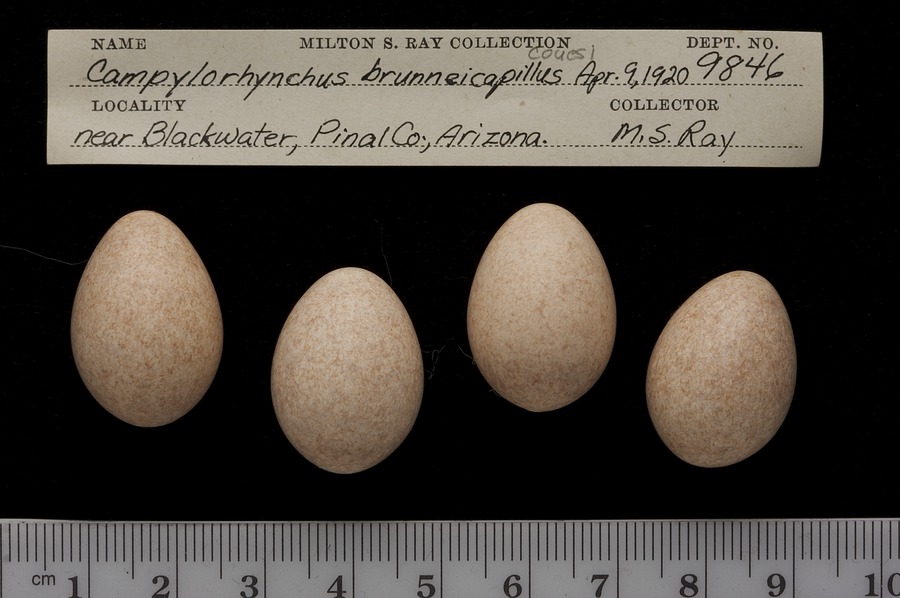 NAME MILTON S. RAY COLLECTION DEPT. NO.
couesi
Campylorhynchus brunneicapillus Apr. 9, 1920 9846
LOCALITY COLLECTOR
near Blackwater, Pinal Co., Arizona. M.S. Ray
cm 1 2 3 4 5 6 7 8 9 10